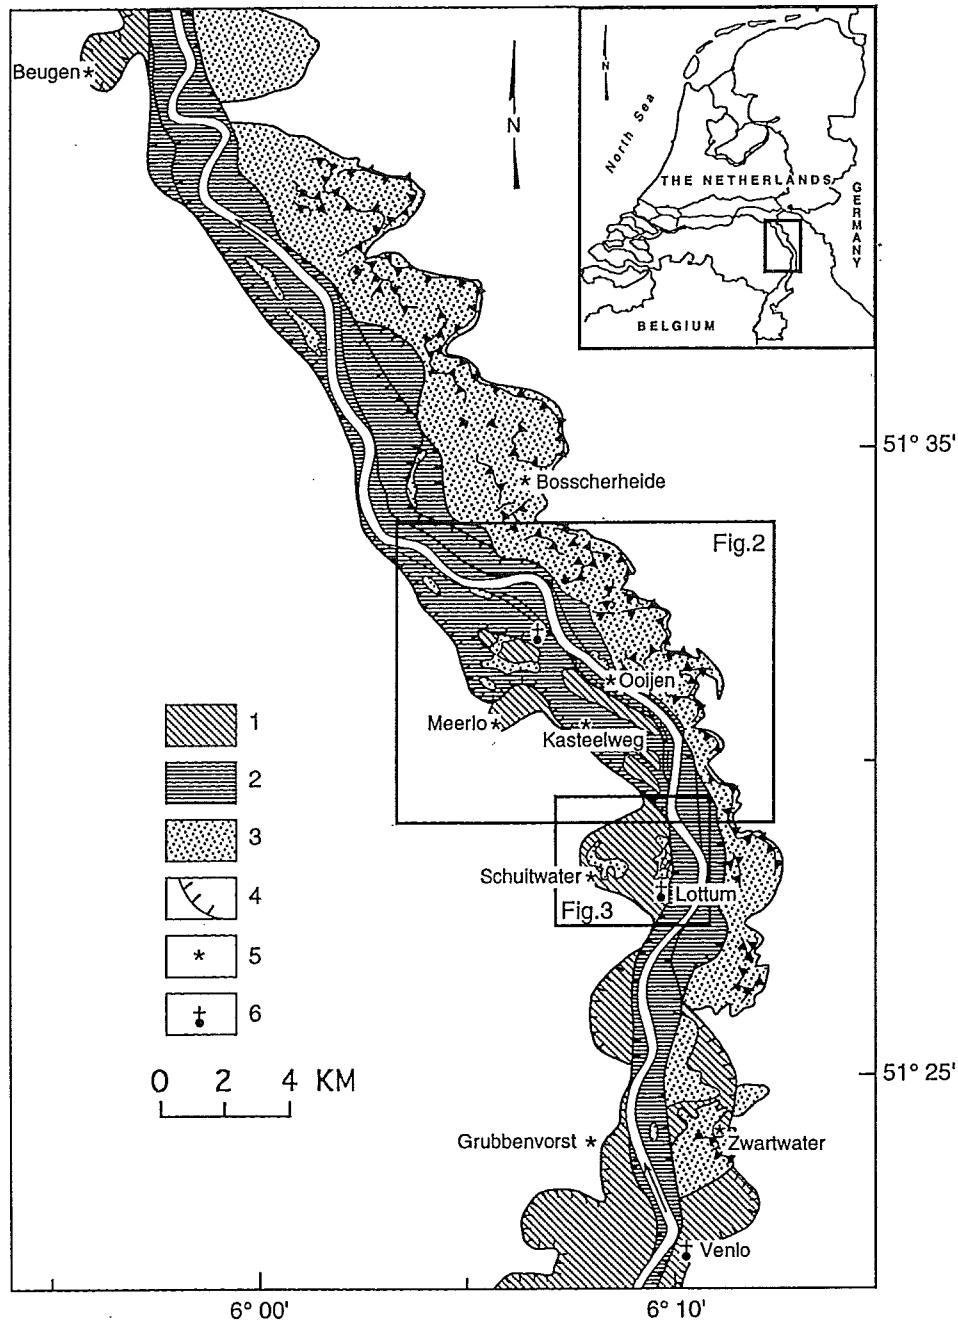 Beugen
N
N
North Sea
THE NETHERLANDS
GERMANY
BELGIUM
51° 35'
Bosscherheide
Fig.2
Ooijen
Meerlo
Kasteelweg
1
2
3
Schuitwater
Lottum
4
Fig.3
5
6
0 2 4 KM
51° 25'
Grubbenvorst
Zwartwater
Venlo
6° 00'
6° 10'